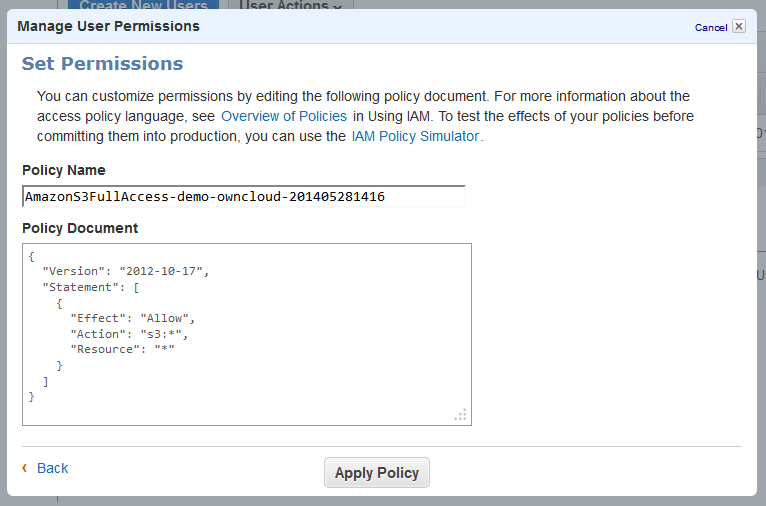 Create New Users User Actions
Manage User Permissions
Cancel
Set Permissions
You can customize permissions by editing the following policy document. For more information about the
access policy language, see Overview of Policies in Using IAM. To test the effects of your policies before
committing them into production, you can use the IAM Policy Simulator.
Policy Name
AmazonS3FullAccess-demo-owncloud-201405281416
Policy Document
{
  "Version": "2012-10-17",
  "Statement": [
    {
      "Effect": "Allow",
      "Action": "s3:*",
      "Resource": "*"
    }
  ]
}
Back
Apply Policy